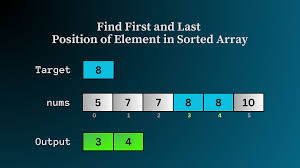 Find First and Last
Position of Element in Sorted Array
Target 8
nums 5 7 7 8 8 10
0 1 2 3 4 5
Output 3 4